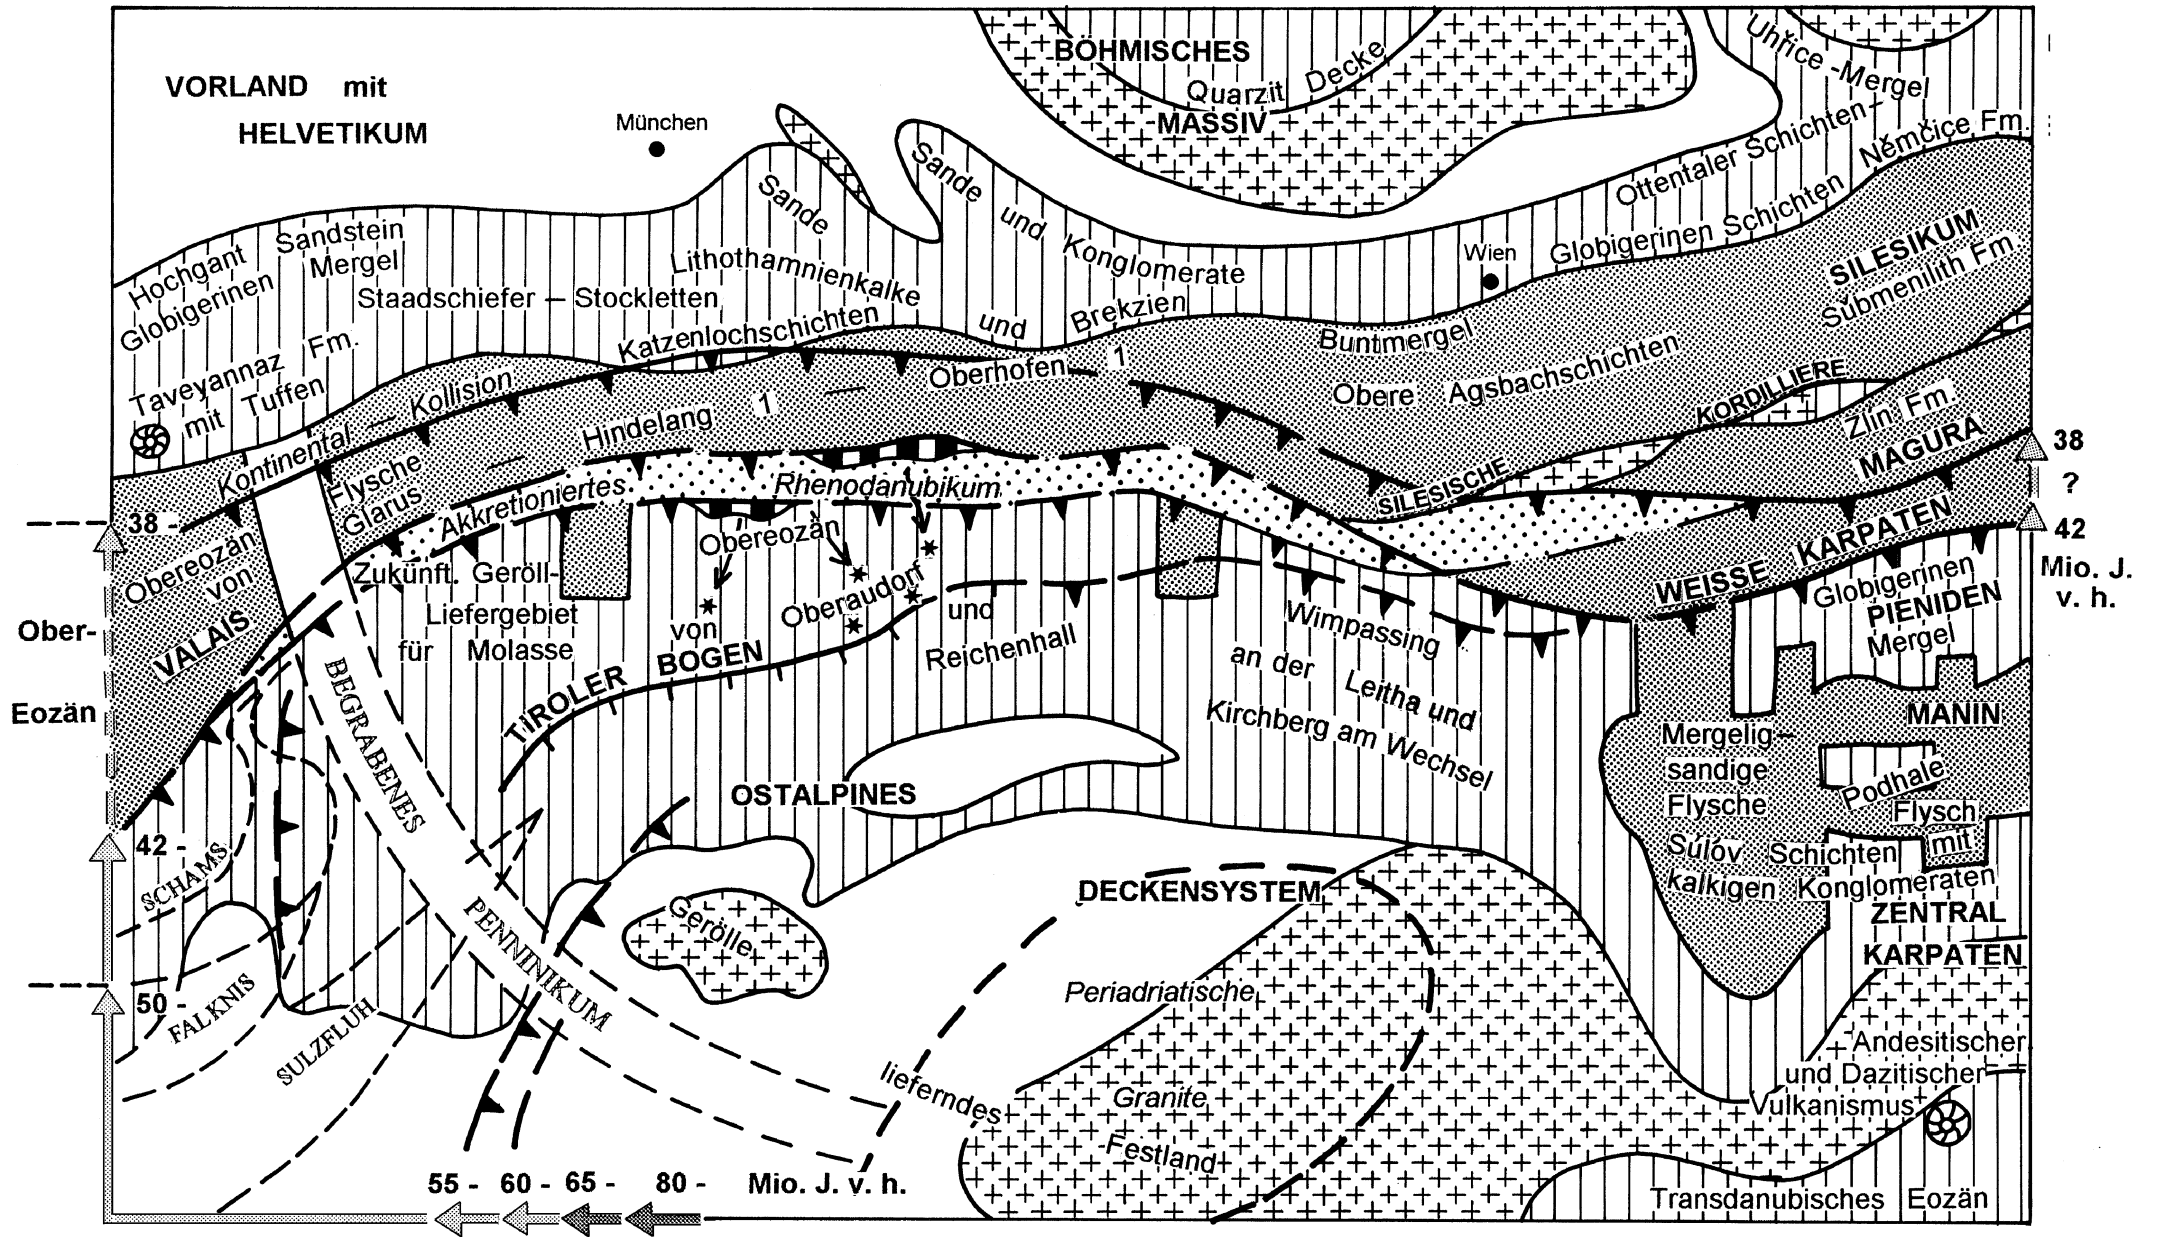 BÖHMISCHES
Quarzit Decke
MASSIV
Uhřice -Mergel
Ottentaler Schichten -
Němčice Fm.
Globigerinen Schichten
SILESIKUM
Submenilith Fm.
VORLAND mit
HELVETIKUM
München
Wien
Sande
Sande
und Konglomerate
und Brekzien
Hochgant Sandstein
Globigerinen Mergel
Staadschiefer – Stockletten
Lithothamnienkalke
Katzenlochschichten
Taveyannaz Fm.
mit Tuffen
Kontinental – Kollision
Oberhofen 1
Hindelang 1
Buntmergel
Obere Agsbachschichten
KORDILLIERE
SILESISCHE
Zlin Fm.
MAGURA
Flysche
Glarus
Akkretioniertes
Rhenodanubikum
38 -
38
?
42
Mio. J.
v. h.
Obereozän
von
VALAIS
Zukünft. Geröll-
Liefergebiet
für Molasse
Obereozän
von
Oberaudorf
und
Reichenhall
TIROLER BOGEN
Wimpassing
an der Leitha und
Kirchberg am Wechsel
WEISSE KARPATEN
Globigerinen
PIENIDEN
Mergel
MANIN
Mergelig-
sandige
Flysche
Súlov Schichten mit
kalkigen Konglomeraten
Podhale
Flysch
ZENTRAL
KARPATEN
Ober-
Eozän
42 -
50 -
SCHAMS
FALKNIS
SULZFLUH
BEGRABENES
PENNINIKUM
OSTALPINES
DECKENSYSTEM
Gerölle
lieferndes
Periadriatische
Granite
Festland
Andesitischer
und Dazitischer
Vulkanismus
Transdanubisches Eozän
55 - 60 - 65 - 80 - Mio. J. v. h.